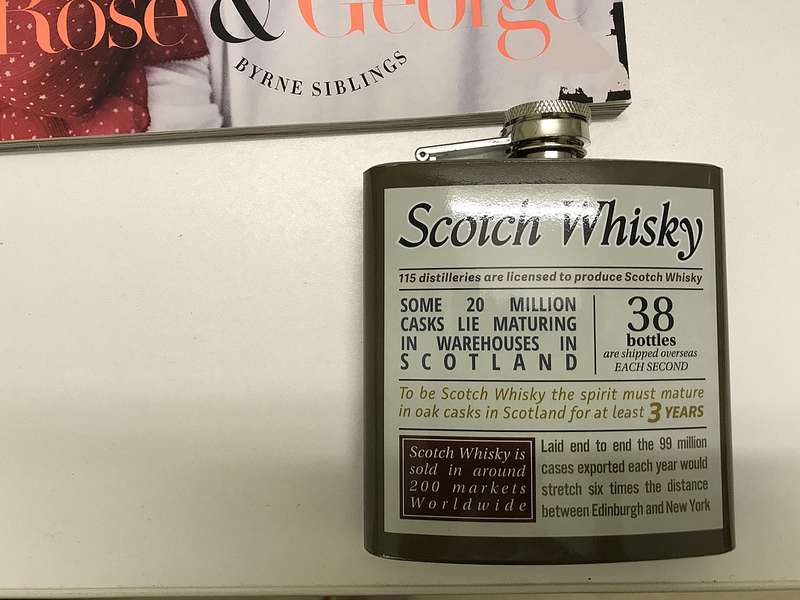 Rose & George
BYRNE SIBLINGS
Scotch Whisky
115 distilleries are licensed to produce Scotch Whisky
SOME 20 MILLION
CASKS LIE MATURING
IN WAREHOUSES IN
SCOTLAND
38
bottles
are shipped overseas
EACH SECOND
To be Scotch Whisky the spirit must mature
in oak casks in Scotland for at least 3 YEARS
Scotch Whisky is
sold in around
200 markets
Worldwide
Laid end to end the 99 million
cases exported each year would
stretch six times the distance
between Edinburgh and New York